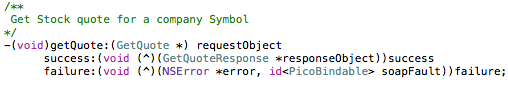 /**
Get Stock quote for a company Symbol
*/
-(void)getQuote:(GetQuote *) requestObject
success:(void (^)(GetQuoteResponse *responseObject))success
failure:(void (^)(NSError *error, id<PicoBindable> soapFault))failure;